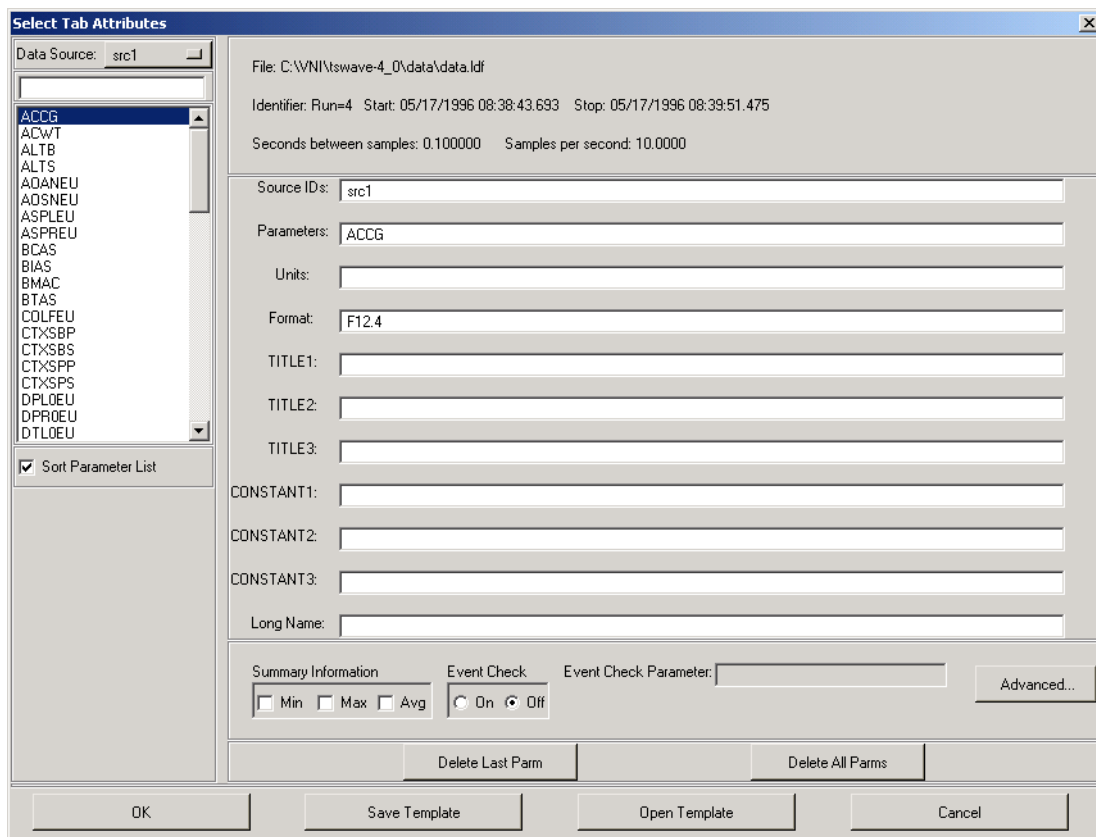 Select Tab Attributes
Data Source: src1
ACCG
ACWT
ALTB
ALTS
AOANEU
AOSNEU
ASPLEU
ASPREU
BCAS
BIAS
BMAC
BTAS
COLFEU
CTXSBP
CTXSBS
CTXSPP
CTXSPS
DPL0EU
DPR0EU
DTL0EU
Sort Parameter List
File: C:\VNI\tswave-4_0\data\data.ldf
Identifier: Run=4 Start: 05/17/1996 08:38:43.693 Stop: 05/17/1996 08:39:51.475
Seconds between samples: 0.100000 Samples per second: 10.0000
Source IDs: src1
Parameters: ACCG
Units:
Format: F12.4
TITLE1:
TITLE2:
TITLE3:
CONSTANT1:
CONSTANT2:
CONSTANT3:
Long Name:
Summary Information
Min Max Avg
Event Check
On Off
Event Check Parameter:
Advanced...
Delete Last Parm Delete All Parms
OK Save Template Open Template Cancel